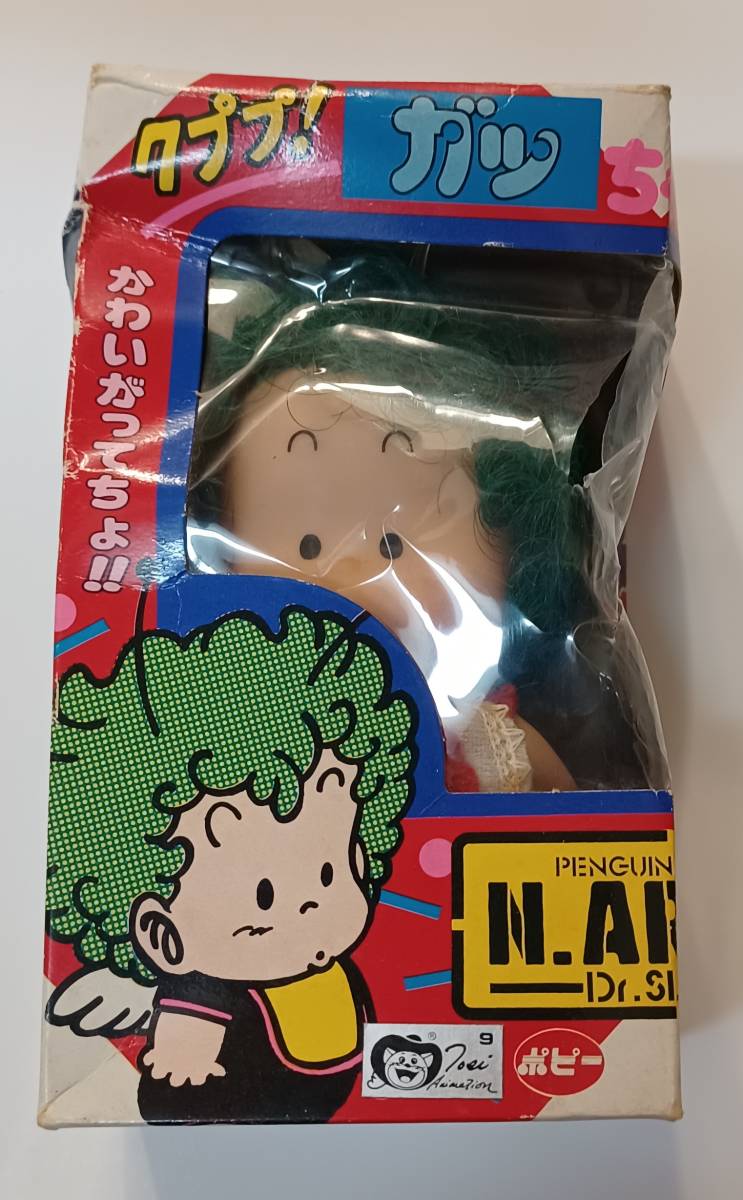 クププ!
ガッ
ち
かわいがってちょ!!
PENGUIN
N.AR
Dr.SL
9
®
Toei
Animation
ポピー